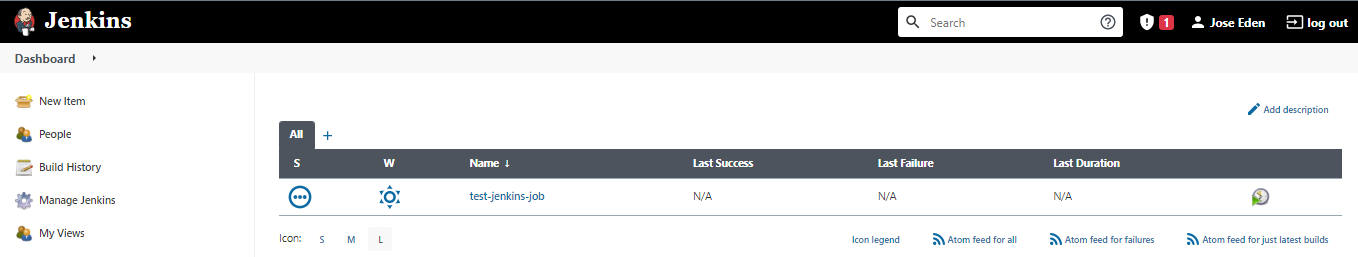 Jenkins
Search
1
Jose Eden
log out
Dashboard
New Item
People
Build History
Manage Jenkins
My Views
Add description
All +
S W Name ↓ Last Success Last Failure Last Duration
test-jenkins-job N/A N/A N/A
Icon: S M L
Icon legend Atom feed for all Atom feed for failures Atom feed for just latest builds